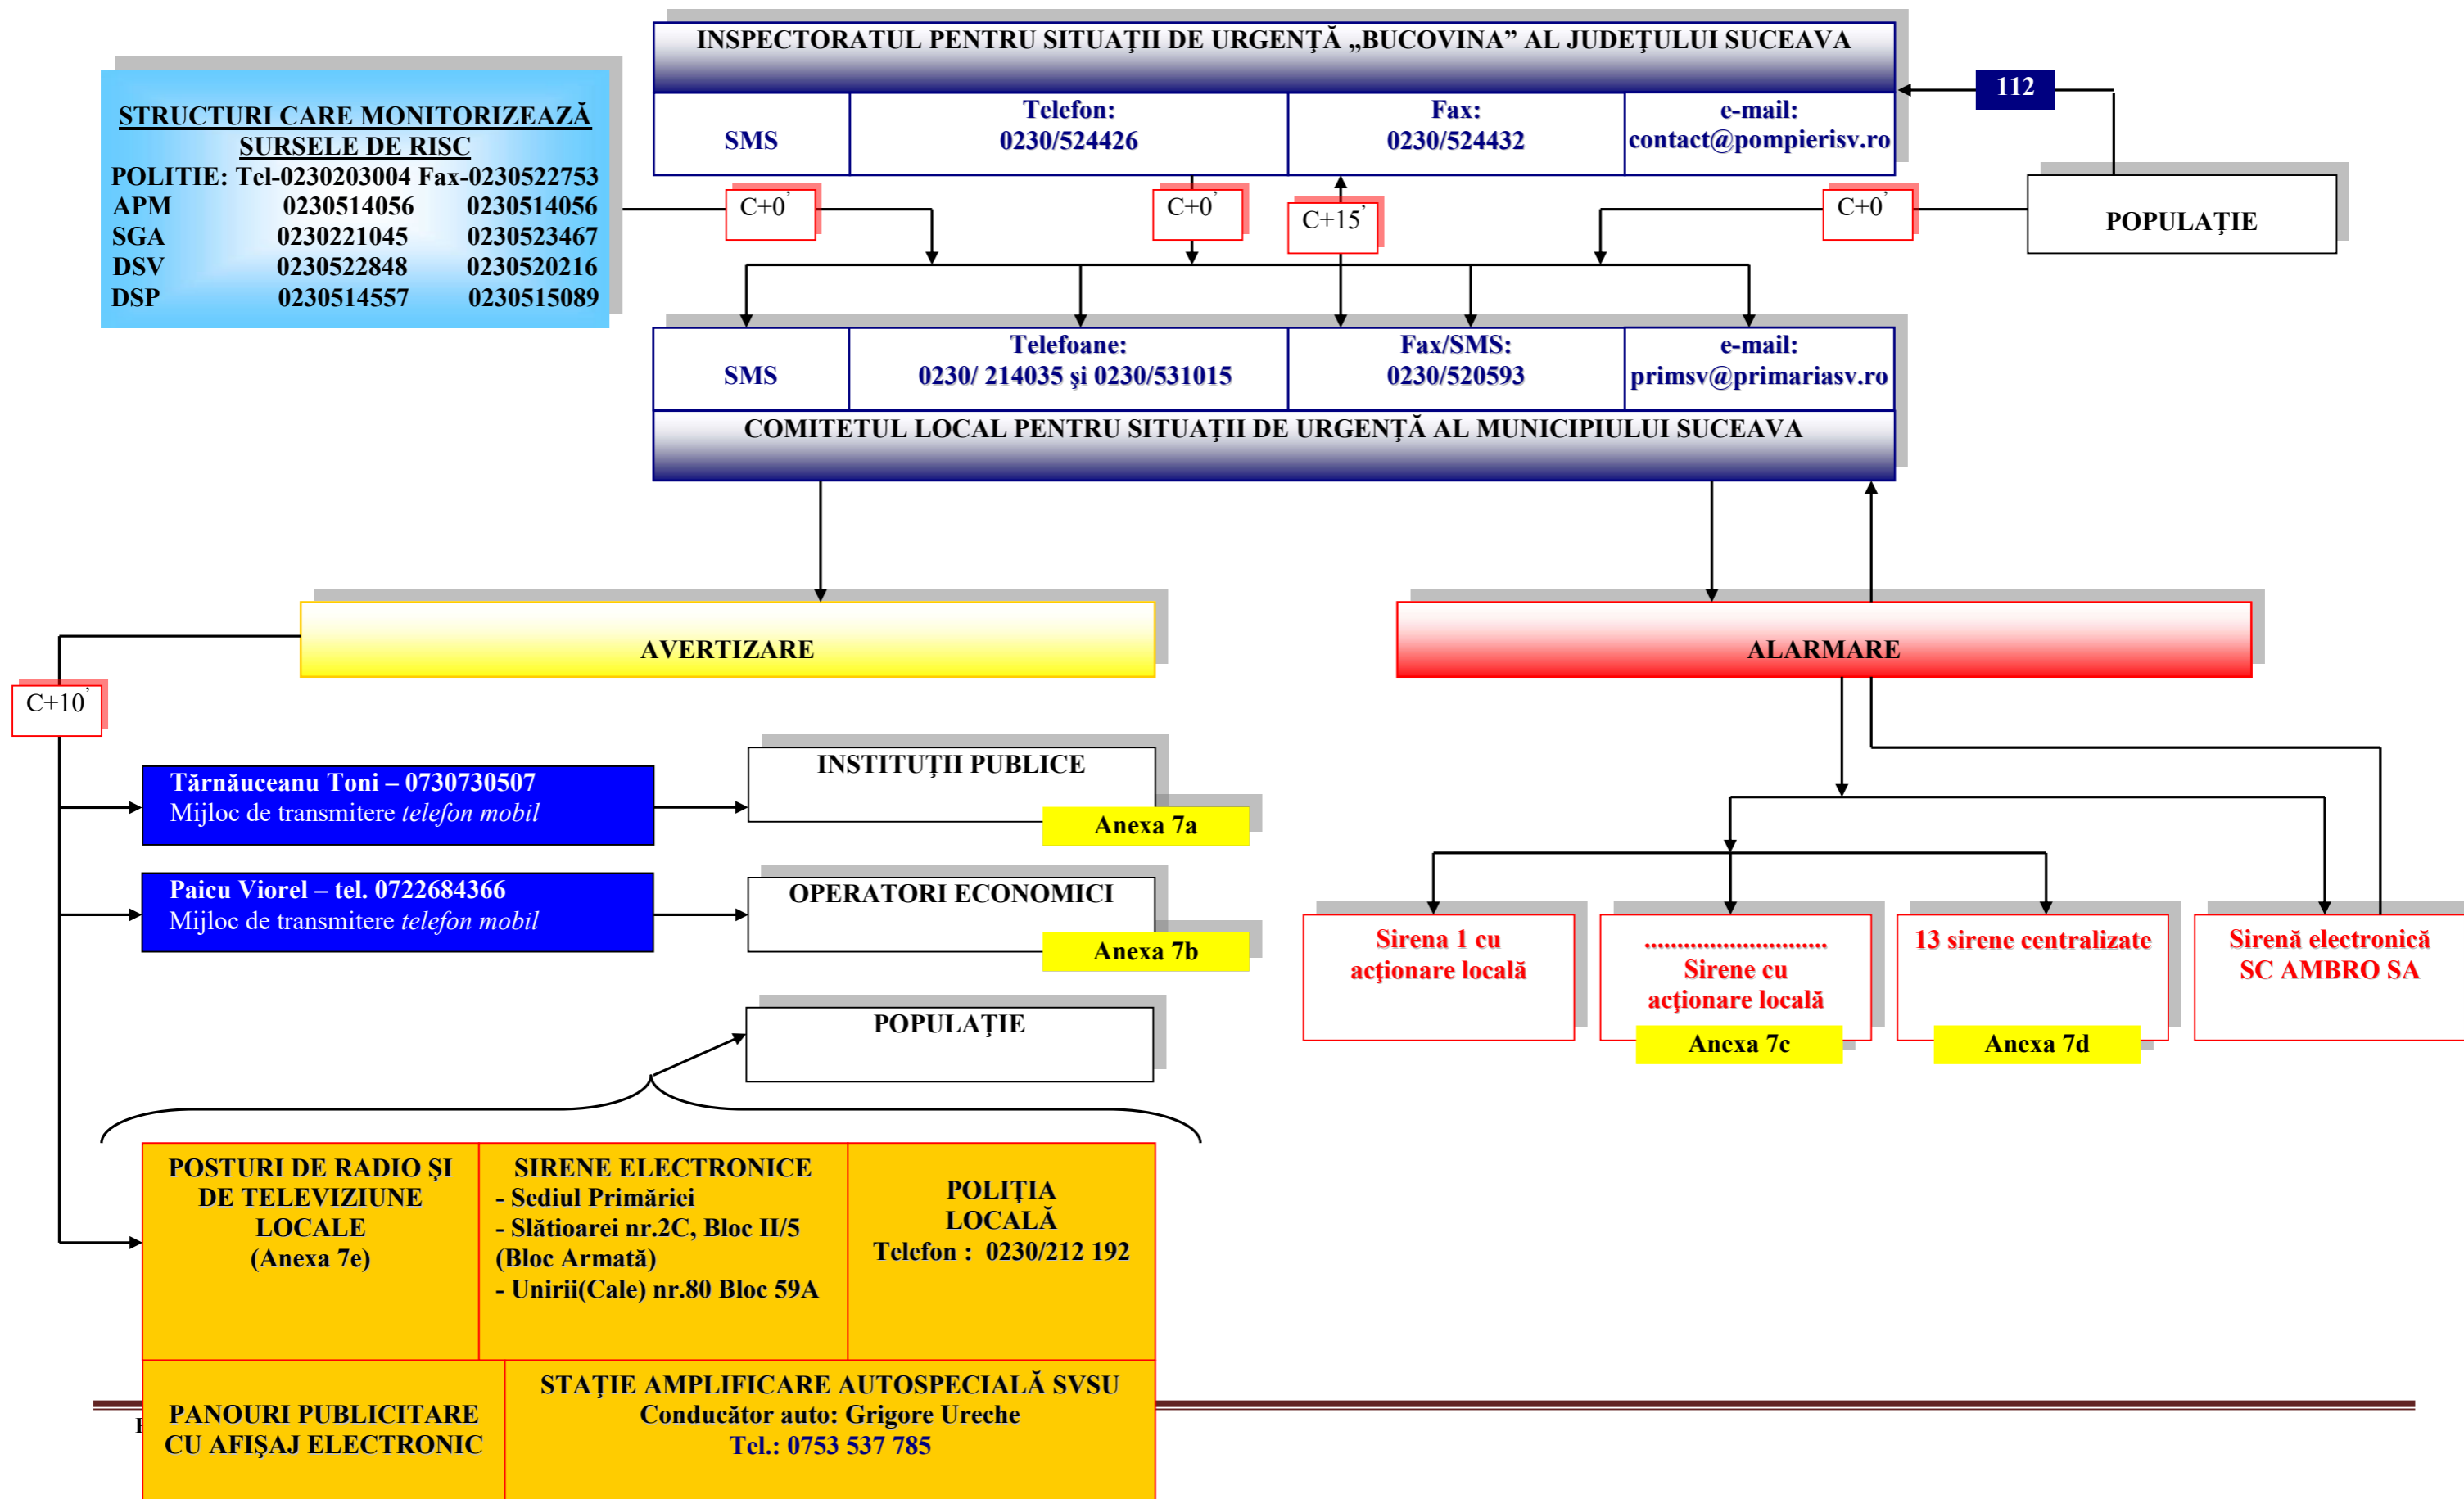 INSPECTORATUL PENTRU SITUAŢII DE URGENŢĂ „BUCOVINA” AL JUDEŢULUI SUCEAVA
SMS
Telefon:
0230/524426
Fax:
0230/524432
e-mail:
contact@pompierisv.ro
112
STRUCTURI CARE MONITORIZEAZĂ
SURSELE DE RISC
POLITIE: Tel-0230203004 Fax-0230522753
APM 0230514056 0230514056
SGA 0230221045 0230523467
DSV 0230522848 0230520216
DSP 0230514557 0230515089
C+0’
C+0’
C+15’
C+0’
POPULAŢIE
SMS
Telefoane:
0230/ 214035 şi 0230/531015
Fax/SMS:
0230/520593
e-mail:
primsv@primariasv.ro
COMITETUL LOCAL PENTRU SITUAŢII DE URGENŢĂ AL MUNICIPIULUI SUCEAVA
AVERTIZARE
ALARMARE
C+10’
Tărnăuceanu Toni – 0730730507
Mijloc de transmitere telefon mobil
INSTITUŢII PUBLICE
Anexa 7a
Paicu Viorel – tel. 0722684366
Mijloc de transmitere telefon mobil
OPERATORI ECONOMICI
Anexa 7b
POPULAŢIE
Sirena 1 cu
acţionare locală
............................
Sirene cu
acţionare locală
Anexa 7c
13 sirene centralizate
Anexa 7d
Sirenă electronică
SC AMBRO SA
POSTURI DE RADIO ŞI
DE TELEVIZIUNE
LOCALE
(Anexa 7e)
SIRENE ELECTRONICE
- Sediul Primăriei
- Slătioarei nr.2C, Bloc II/5
(Bloc Armată)
- Unirii(Cale) nr.80 Bloc 59A
POLIŢIA
LOCALĂ
Telefon : 0230/212 192
PANOURI PUBLICITARE
CU AFIŞAJ ELECTRONIC
STAŢIE AMPLIFICARE AUTOSPECIALĂ SVSU
Conducător auto: Grigore Ureche
Tel.: 0753 537 785